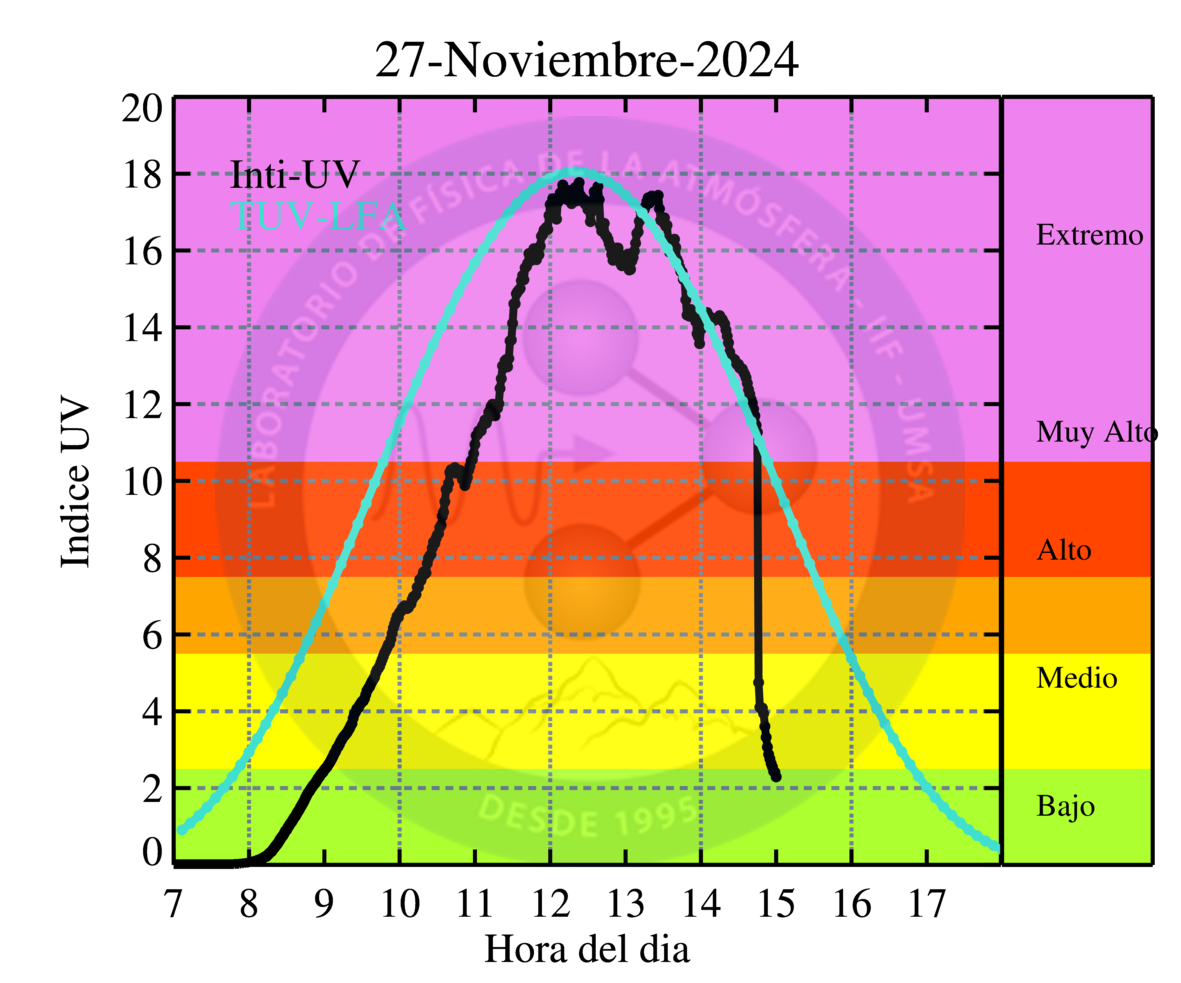 27-Noviembre-2024
20
18
16
14
12
10
8
6
4
2
0
Indice UV
Inti-UV
TUV-LFA
LABORATORIO DE FÍSICA DE LA ATMÓSFERA - IIF - UMSA
DESDE 1995
Extremo
Muy Alto
Alto
Medio
Bajo
7 8 9 10 11 12 13 14 15 16 17
Hora del dia